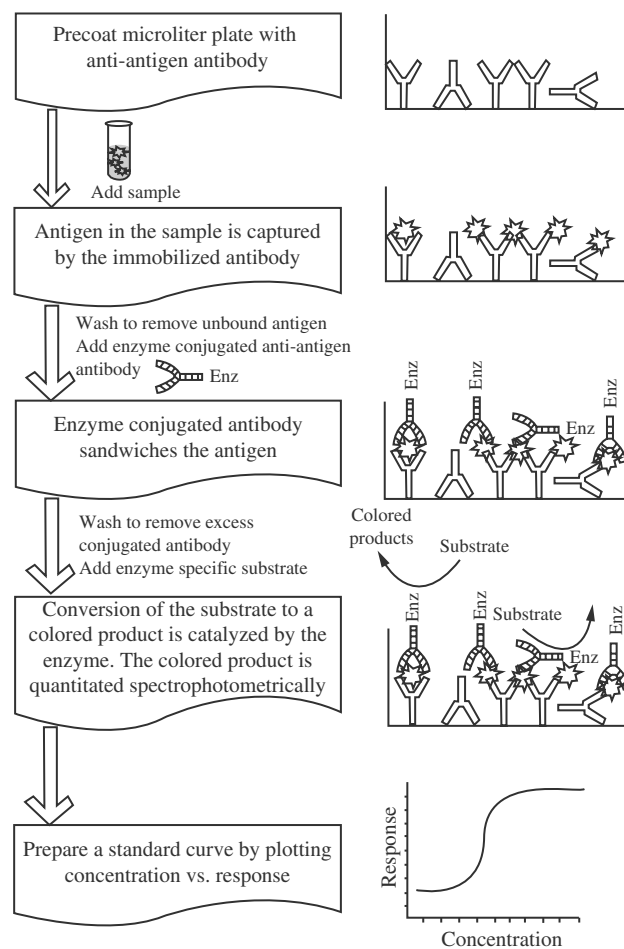 Precoat microliter plate with
anti-antigen antibody
Add sample
Antigen in the sample is captured
by the immobilized antibody
Wash to remove unbound antigen
Add enzyme conjugated anti-antigen
antibody
Enz
Enzyme conjugated antibody
sandwiches the antigen
Enz
Enz
Enz
Enz
Wash to remove excess
conjugated antibody
Add enzyme specific substrate
Colored
products
Substrate
Conversion of the substrate to a
colored product is catalyzed by the
enzyme. The colored product is
quantitated spectrophotometrically
Enz
Enz
Substrate
Enz
Enz
Prepare a standard curve by plotting
concentration vs. response
Response
Concentration